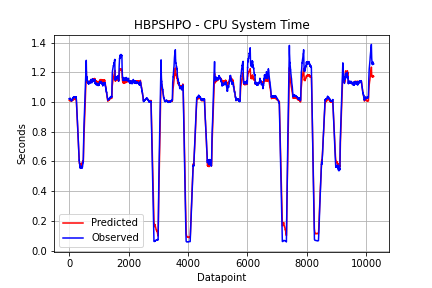 HBPSHPO - CPU System Time
1.4
1.2
1.0
0.8
0.6
0.4
0.2
0.0
Seconds
Predicted
Observed
0 2000 4000 6000 8000 10000
Datapoint